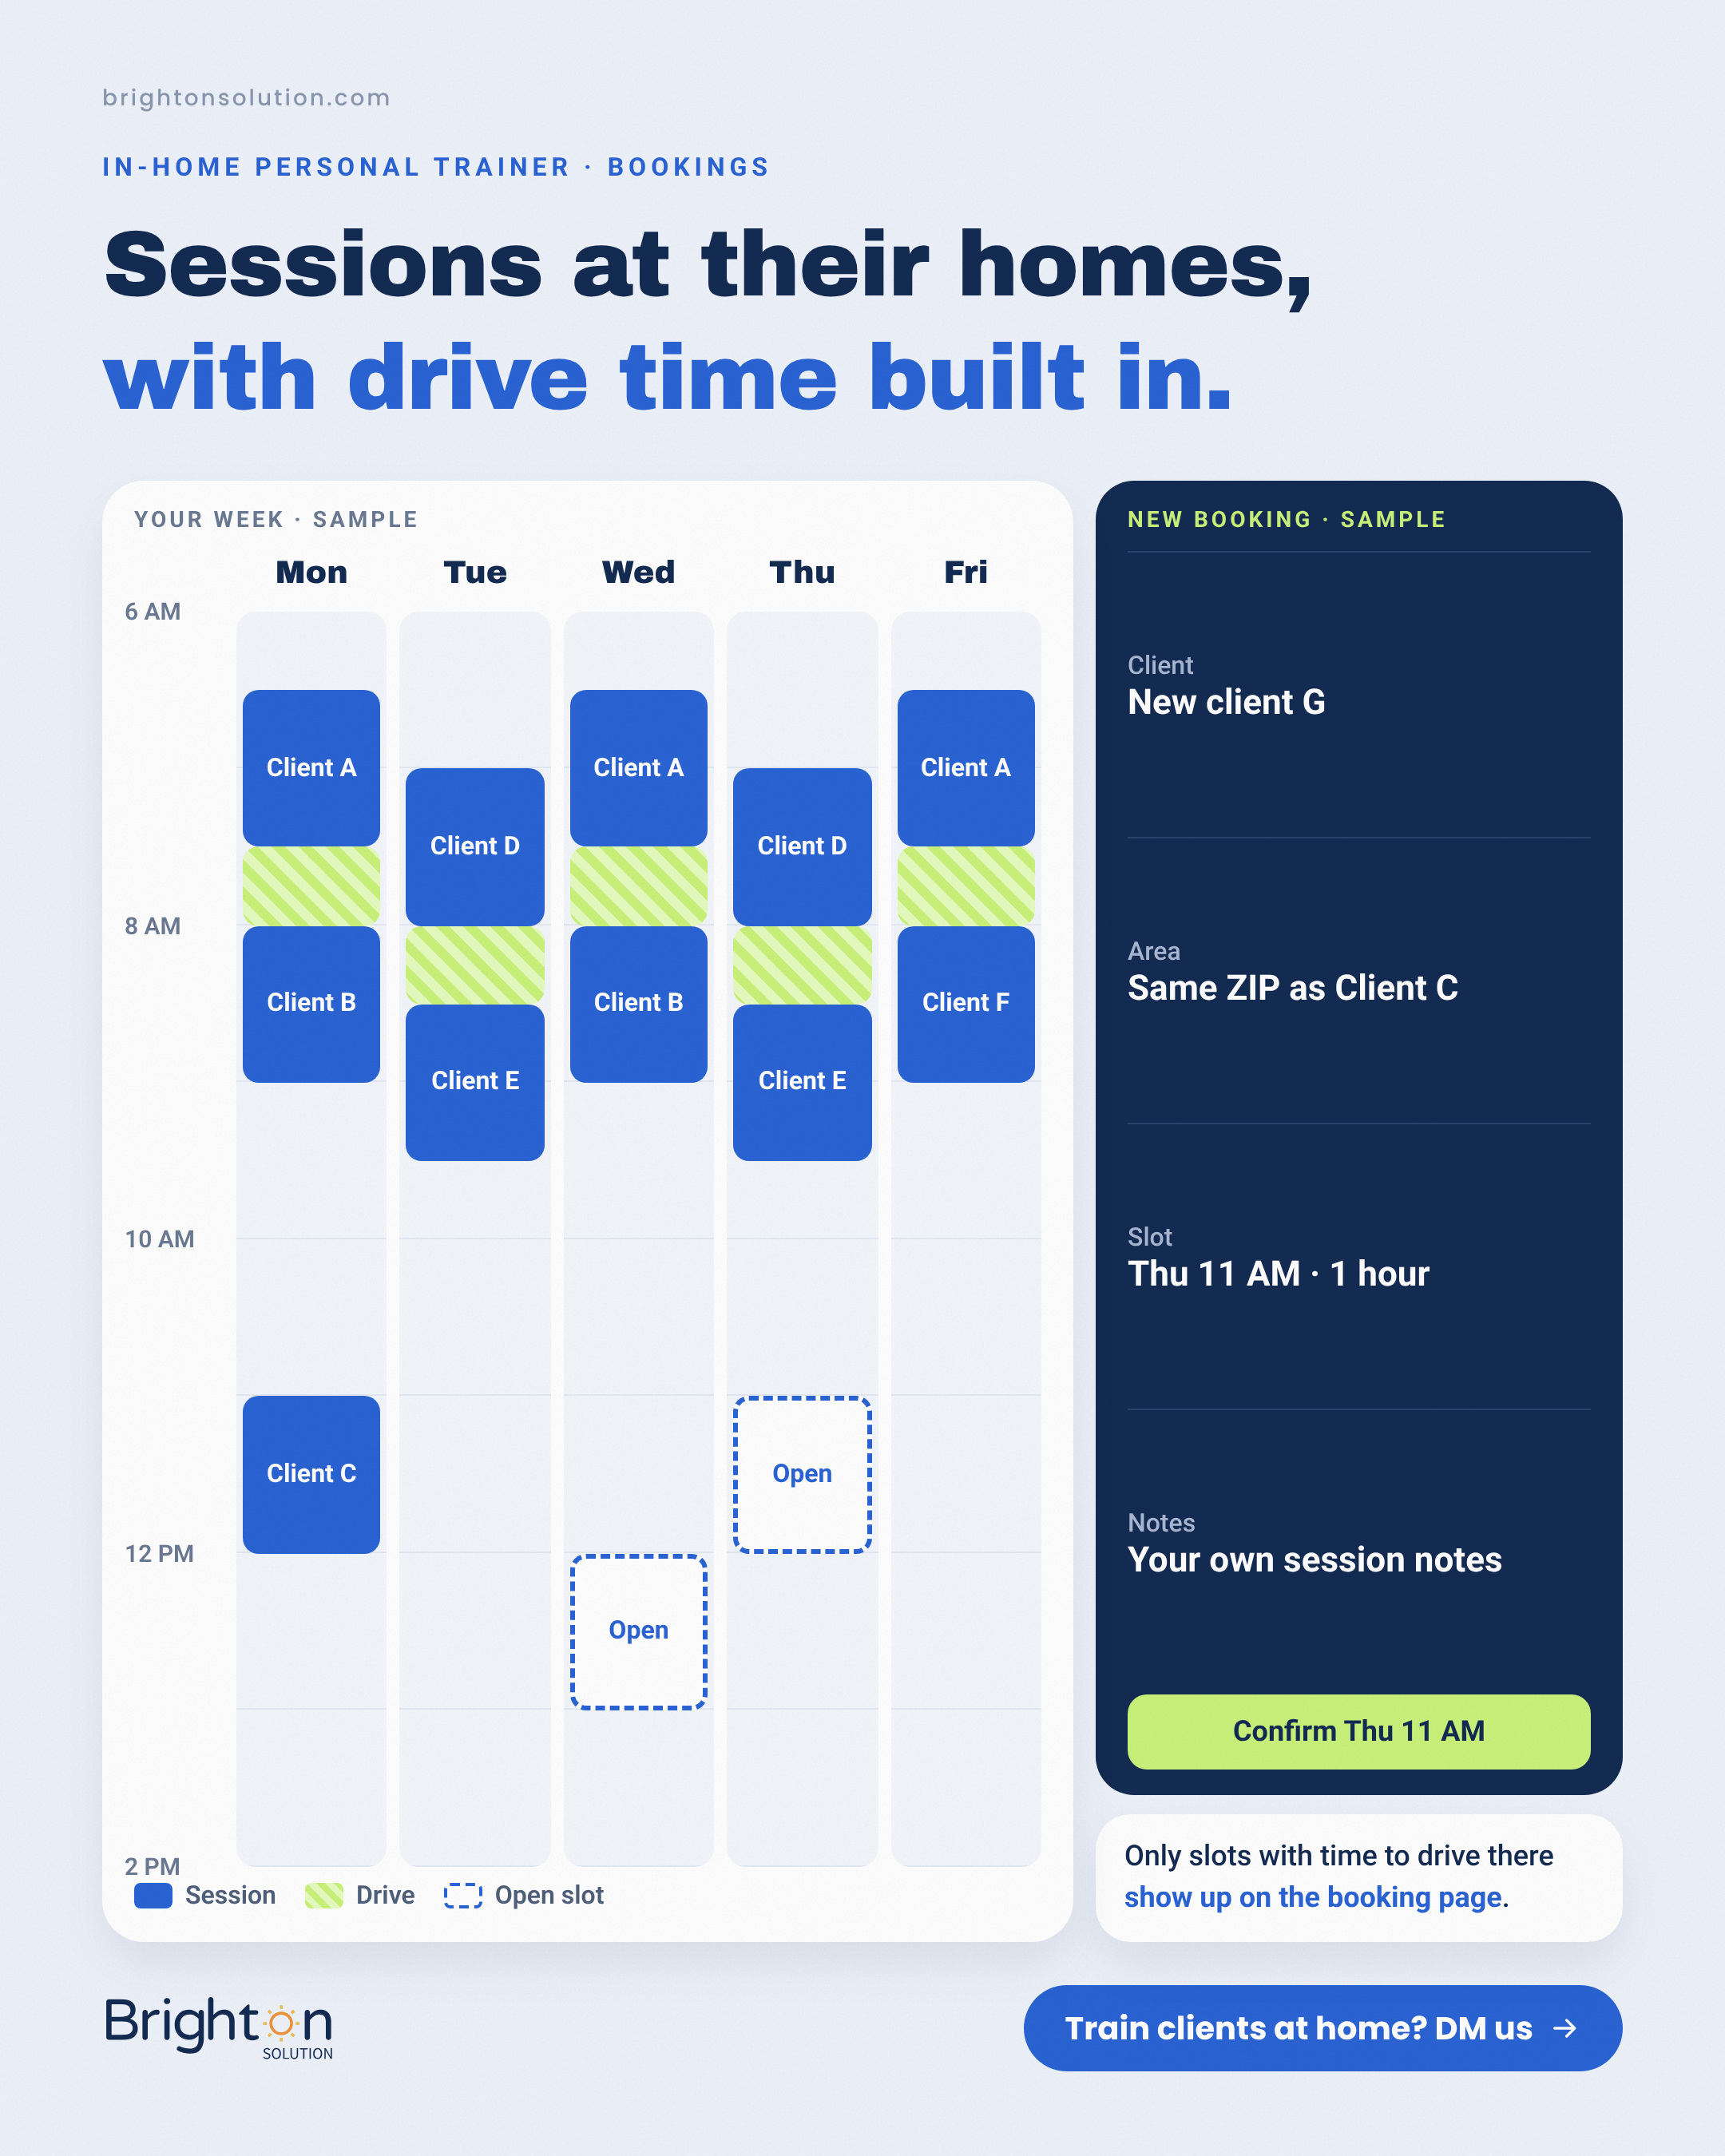 brightonsolution.com
IN-HOME PERSONAL TRAINER · BOOKINGS
Sessions at their homes,
with drive time built in.
YOUR WEEK · SAMPLE
Mon Tue Wed Thu Fri
6 AM
Client A Client A Client A
Client D Client D
8 AM
Client B Client B Client F
Client E Client E
10 AM
Client C Open
12 PM
Open
2 PM
Session Drive Open slot
NEW BOOKING · SAMPLE
Client
New client G
Area
Same ZIP as Client C
Slot
Thu 11 AM · 1 hour
Notes
Your own session notes
Confirm Thu 11 AM
Only slots with time to drive there
show up on the booking page.
Brighton
SOLUTION
Train clients at home? DM us →